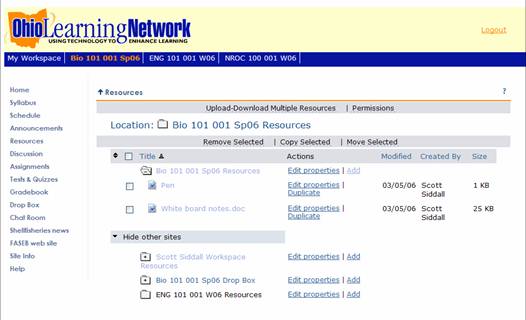 OhioLearningNetwork
USING TECHNOLOGY TO ENHANCE LEARNING
Logout
My Workspace | Bio 101 001 Sp06 | ENG 101 001 W06 | NROC 100 001 W06 |
Home
Syllabus
Schedule
Announcements
Resources
Discussion
Assignments
Tests & Quizzes
Gradebook
Drop Box
Chat Room
Shellfisheries news
FASEB web site
Site Info
Help
Resources ?
Upload-Download Multiple Resources | Permissions
Location: Bio 101 001 Sp06 Resources
Remove Selected | Copy Selected | Move Selected
Title Actions Modified Created By Size
Bio 101 001 Sp06 Resources Edit properties | Add
Pen Edit properties | Duplicate 03/05/06 Scott Siddall 1 KB
White board notes.doc Edit properties | Duplicate 03/05/06 Scott Siddall 25 KB
Hide other sites
Scott Siddall Workspace Resources Edit properties | Add
Bio 101 001 Sp06 Drop Box Edit properties | Add
ENG 101 001 W06 Resources Edit properties | Add